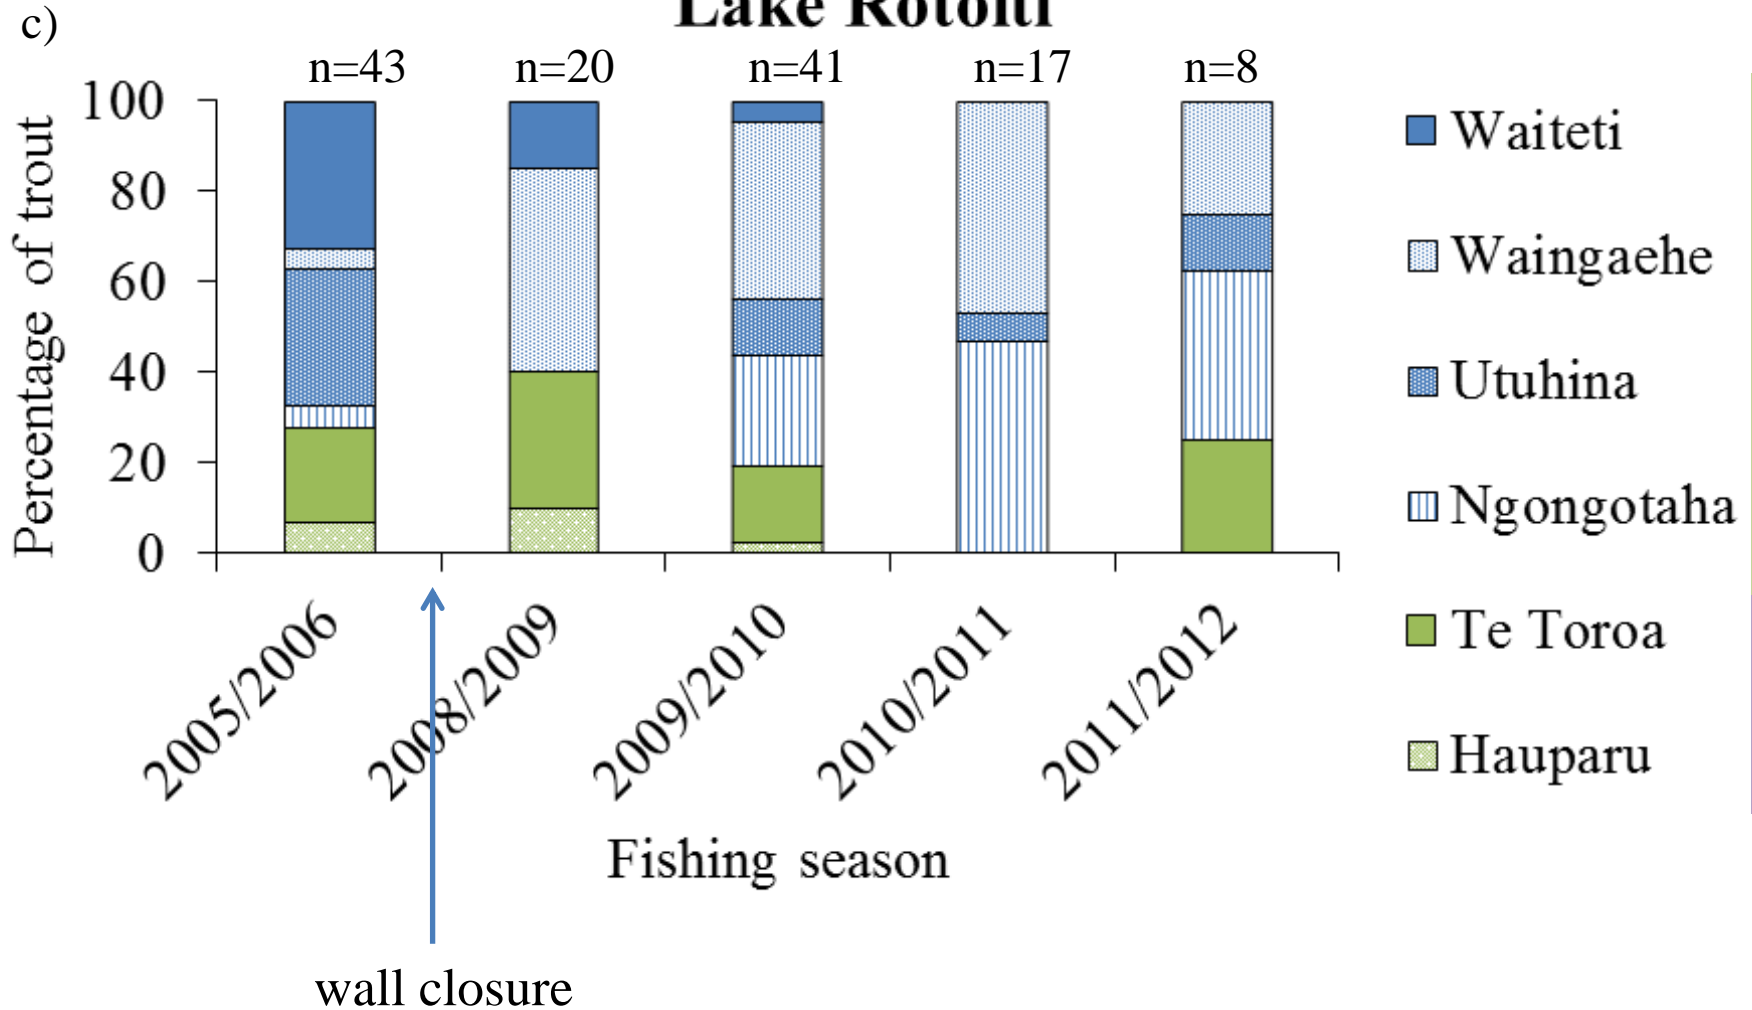 c)
Lake Rotoiti
n=43 n=20 n=41 n=17 n=8
Percentage of trout
100
80
60
40
20
0
2005/2006
2008/2009
2009/2010
2010/2011
2011/2012
Fishing season
wall closure
Waiteti
Waingaehe
Utuhina
Ngongotaha
Te Toroa
Hauparu